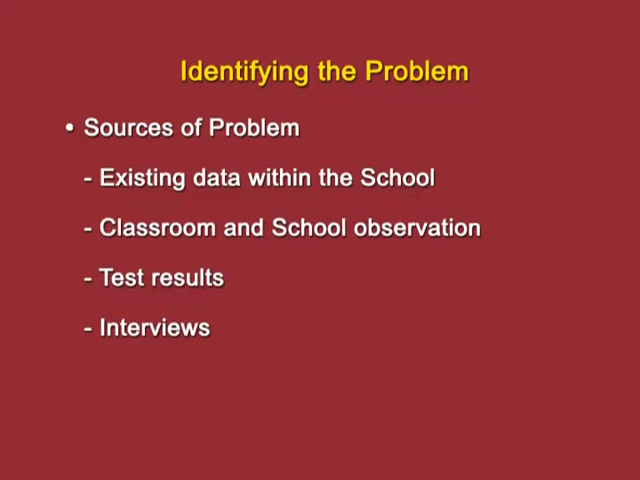 Identifying the Problem
• Sources of Problem
- Existing data within the School
- Classroom and School observation
- Test results
- Interviews